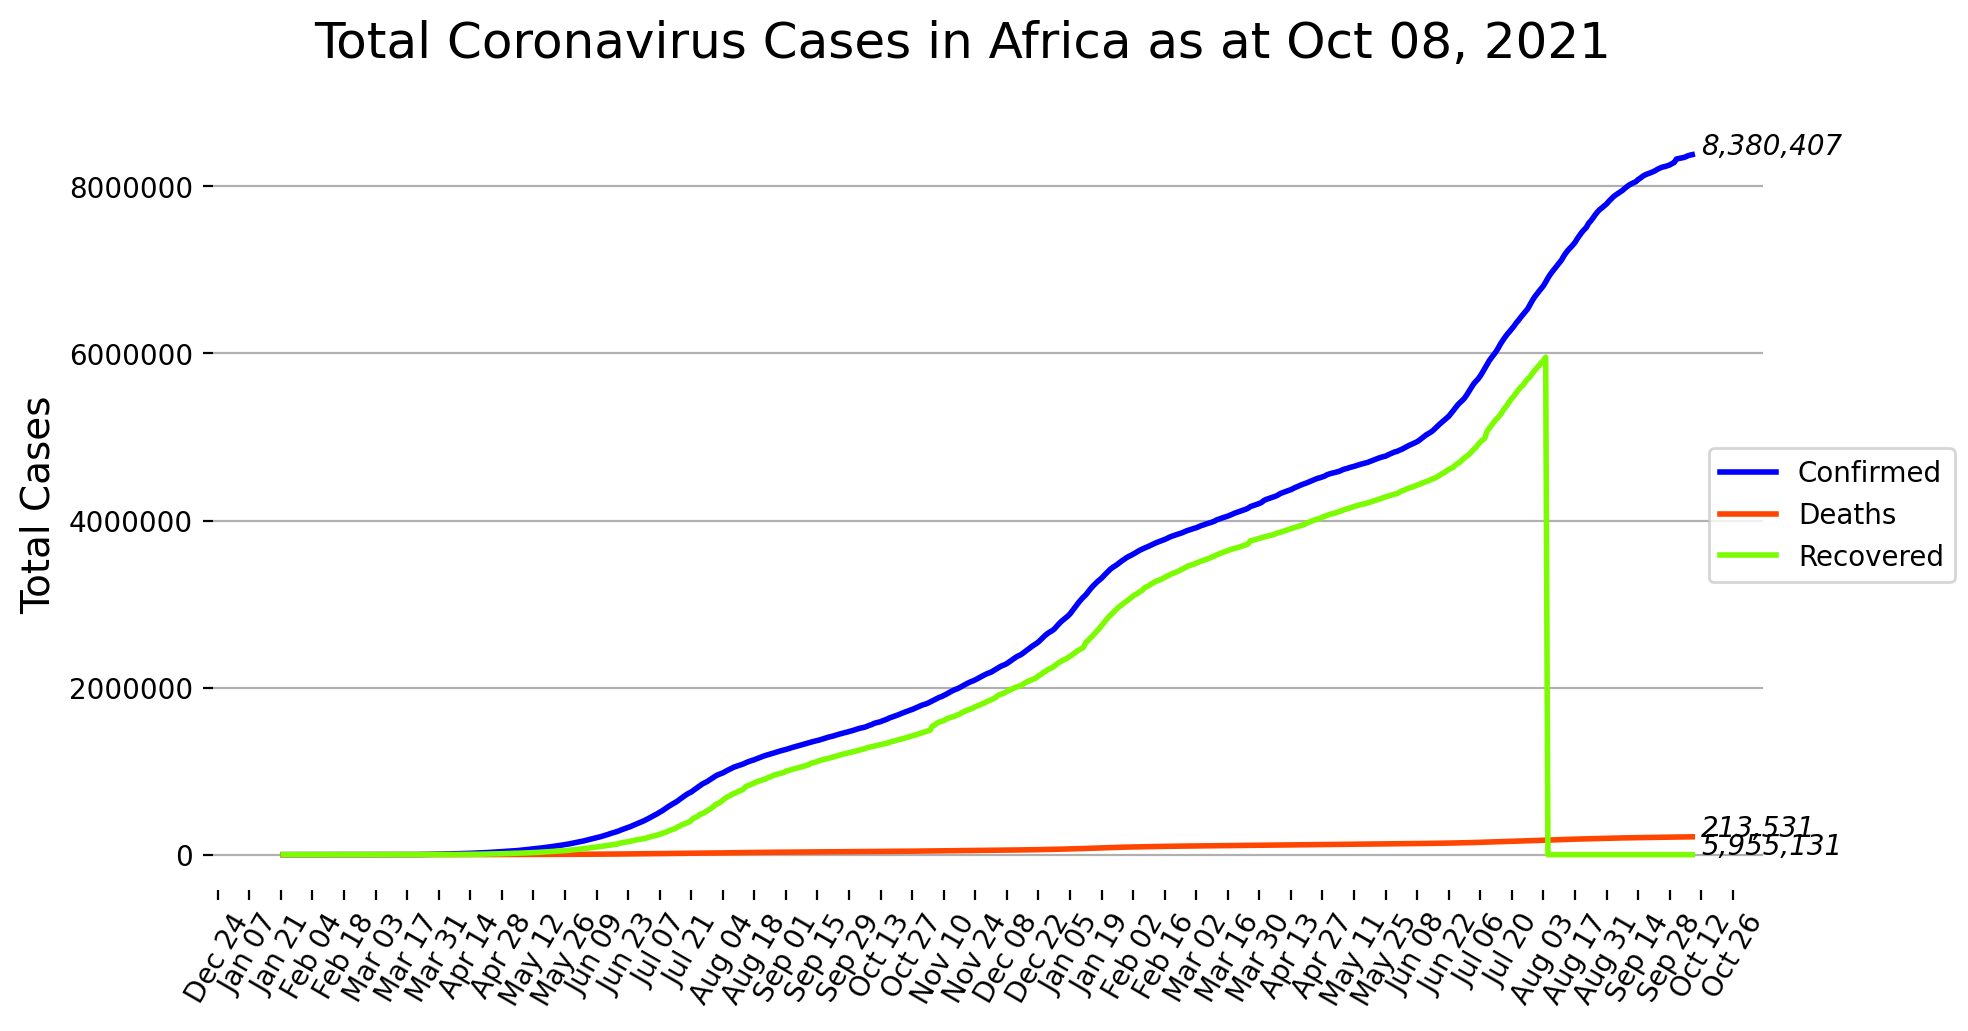 Total Coronavirus Cases in Africa as at Oct 08, 2021
Total Cases
8000000
6000000
4000000
2000000
0
8,380,407
213,531
5,955,131
Confirmed
Deaths
Recovered
Dec 24
Jan 07
Jan 21
Feb 04
Feb 18
Mar 03
Mar 17
Mar 31
Apr 14
Apr 28
May 12
May 26
Jun 09
Jun 23
Jul 07
Jul 21
Aug 04
Aug 18
Sep 01
Sep 15
Sep 29
Oct 13
Oct 27
Nov 10
Nov 24
Dec 08
Dec 22
Jan 05
Jan 19
Feb 02
Feb 16
Mar 02
Mar 16
Mar 30
Apr 13
Apr 27
May 11
May 25
Jun 08
Jun 22
Jul 06
Jul 20
Aug 03
Aug 17
Aug 31
Sep 14
Sep 28
Oct 12
Oct 26